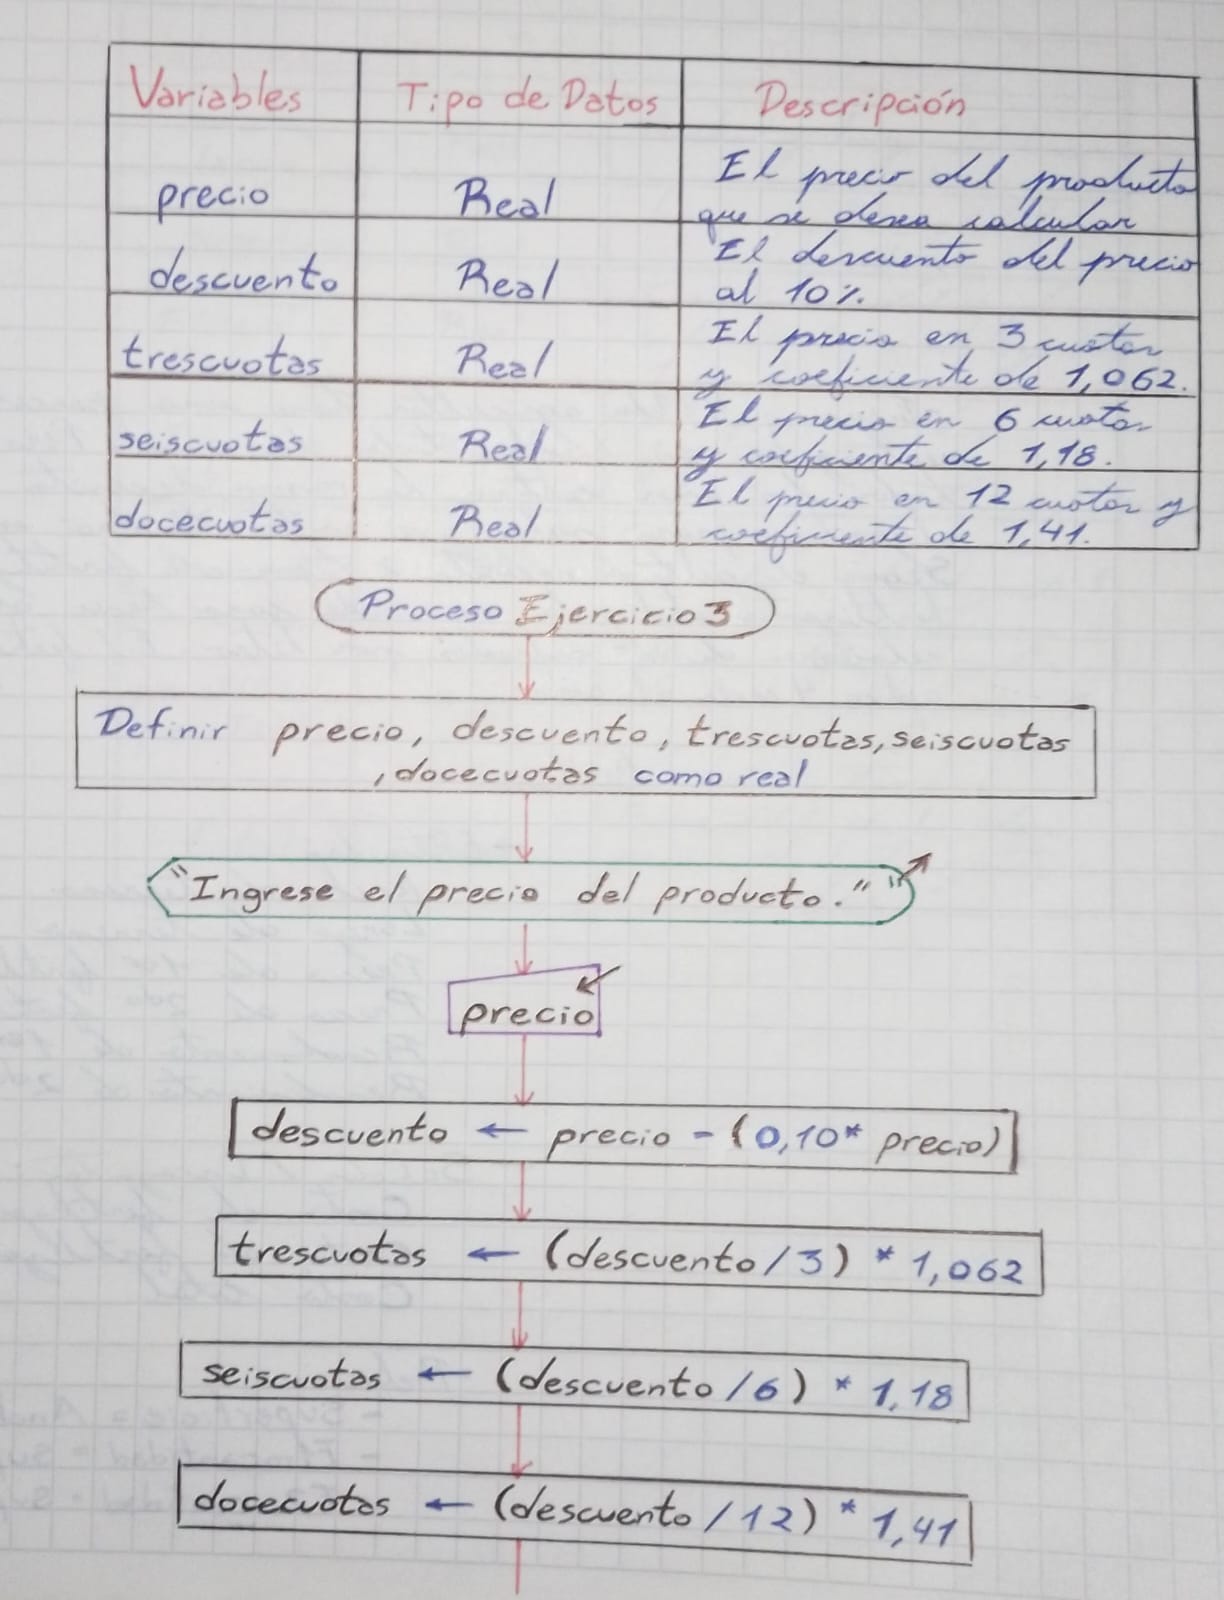 Variables Tipo de Datos Descripción
precio Real El precio del producto
que se desea calcular
descuento Real El descuento del precio
al 10%.
trescuotas Real El precio en 3 cuotas
y coeficiente de 1,062.
seiscuotas Real El precio en 6 cuotas
y coeficiente de 1,18.
docecuotas Real El precio en 12 cuotas y
coeficiente de 1,41.
Proceso Ejercicio 3
Definir precio, descuento, trescuotas, seiscuotas
, docecuotas como real
"Ingrese el precio del producto." "
precio
descuento ← precio - (0,10* precio)
trescuotas ← (descuento / 3) * 1,062
seiscuotas ← (descuento / 6) * 1,18
docecuotas ← (descuento / 12) * 1,41